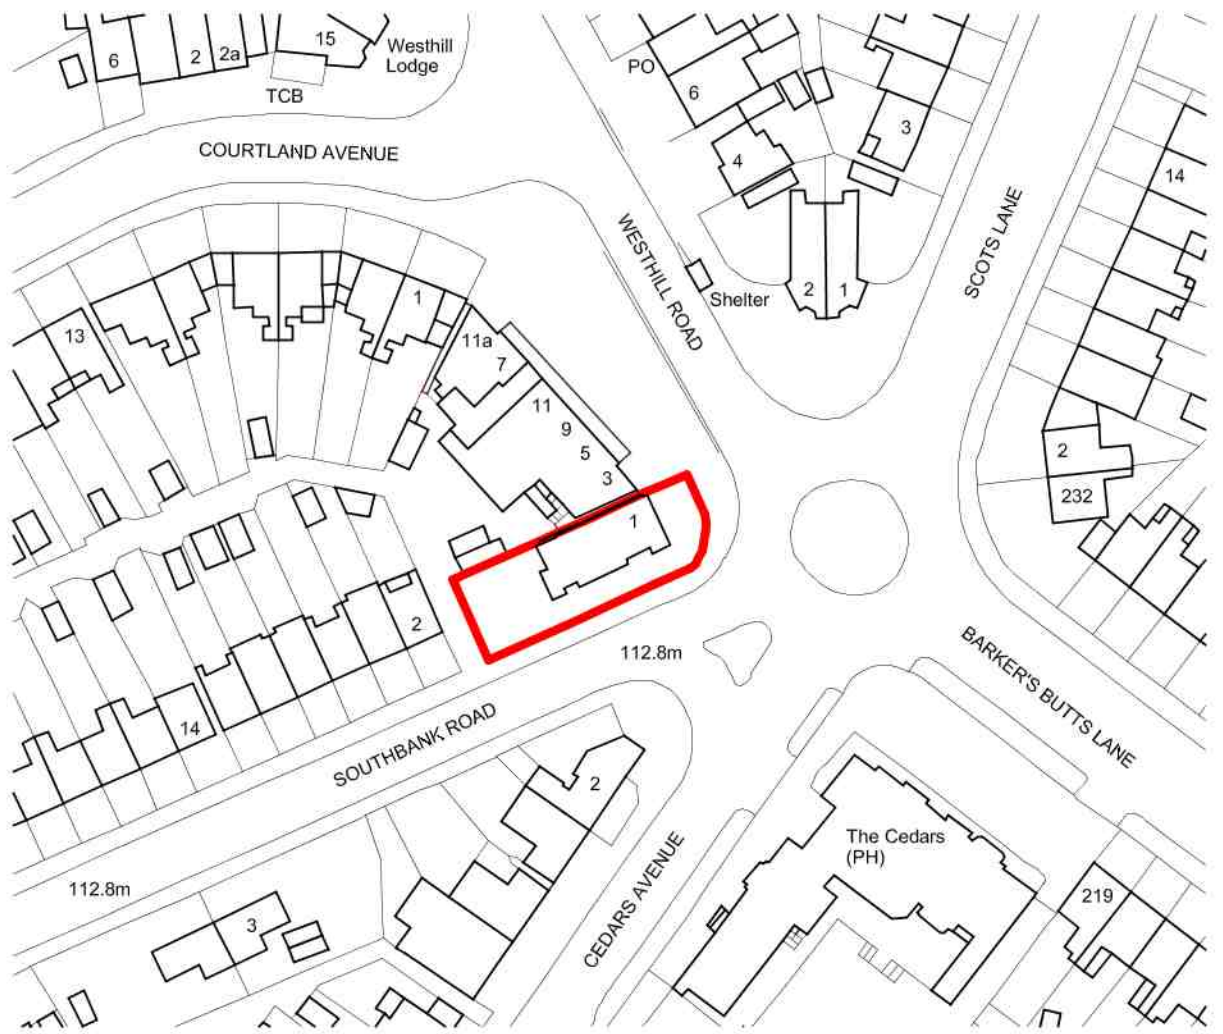 15
Westhill
Lodge
6
2
2a
PO
TCB
6
3
COURTLAND AVENUE
4
14
WESTHILL ROAD
SCOTS LANE
1
2
1
Shelter
13
11a
7
11
9
5
2
3
232
1
2
112.8m
BARKER'S BUTTS LANE
14
SOUTHBANK ROAD
2
The Cedars
(PH)
112.8m
219
CEDARS AVENUE
3